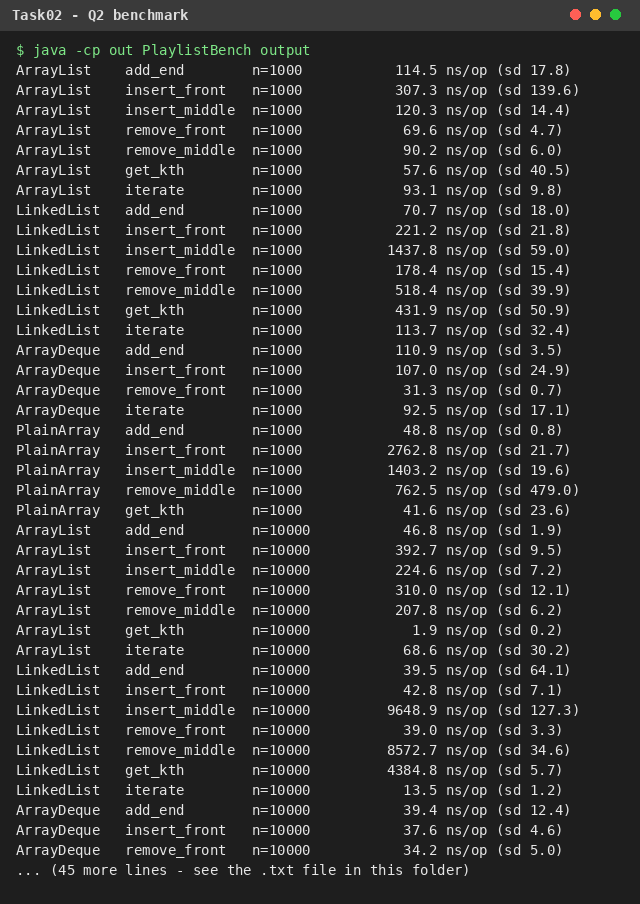 Task02 - Q2 benchmark
$ java -cp out PlaylistBench output
ArrayList    add_end        n=1000           114.5 ns/op (sd 17.8)
ArrayList    insert_front   n=1000           307.3 ns/op (sd 139.6)
ArrayList    insert_middle  n=1000           120.3 ns/op (sd 14.4)
ArrayList    remove_front   n=1000            69.6 ns/op (sd 4.7)
ArrayList    remove_middle  n=1000            90.2 ns/op (sd 6.0)
ArrayList    get_kth        n=1000            57.6 ns/op (sd 40.5)
ArrayList    iterate        n=1000            93.1 ns/op (sd 9.8)
LinkedList   add_end        n=1000            70.7 ns/op (sd 18.0)
LinkedList   insert_front   n=1000           221.2 ns/op (sd 21.8)
LinkedList   insert_middle  n=1000          1437.8 ns/op (sd 59.0)
LinkedList   remove_front   n=1000           178.4 ns/op (sd 15.4)
LinkedList   remove_middle  n=1000           518.4 ns/op (sd 39.9)
LinkedList   get_kth        n=1000           431.9 ns/op (sd 50.9)
LinkedList   iterate        n=1000           113.7 ns/op (sd 32.4)
ArrayDeque   add_end        n=1000           110.9 ns/op (sd 3.5)
ArrayDeque   insert_front   n=1000           107.0 ns/op (sd 24.9)
ArrayDeque   remove_front   n=1000            31.3 ns/op (sd 0.7)
ArrayDeque   iterate        n=1000            92.5 ns/op (sd 17.1)
PlainArray   add_end        n=1000            48.8 ns/op (sd 0.8)
PlainArray   insert_front   n=1000          2762.8 ns/op (sd 21.7)
PlainArray   insert_middle  n=1000          1403.2 ns/op (sd 19.6)
PlainArray   remove_middle  n=1000           762.5 ns/op (sd 479.0)
PlainArray   get_kth        n=1000            41.6 ns/op (sd 23.6)
ArrayList    add_end        n=10000           46.8 ns/op (sd 1.9)
ArrayList    insert_front   n=10000          392.7 ns/op (sd 9.5)
ArrayList    insert_middle  n=10000          224.6 ns/op (sd 7.2)
ArrayList    remove_front   n=10000          310.0 ns/op (sd 12.1)
ArrayList    remove_middle  n=10000          207.8 ns/op (sd 6.2)
ArrayList    get_kth        n=10000            1.9 ns/op (sd 0.2)
ArrayList    iterate        n=10000           68.6 ns/op (sd 30.2)
LinkedList   add_end        n=10000           39.5 ns/op (sd 64.1)
LinkedList   insert_front   n=10000           42.8 ns/op (sd 7.1)
LinkedList   insert_middle  n=10000         9648.9 ns/op (sd 127.3)
LinkedList   remove_front   n=10000           39.0 ns/op (sd 3.3)
LinkedList   remove_middle  n=10000         8572.7 ns/op (sd 34.6)
LinkedList   get_kth        n=10000         4384.8 ns/op (sd 5.7)
LinkedList   iterate        n=10000           13.5 ns/op (sd 1.2)
ArrayDeque   add_end        n=10000           39.4 ns/op (sd 12.4)
ArrayDeque   insert_front   n=10000           37.6 ns/op (sd 4.6)
ArrayDeque   remove_front   n=10000           34.2 ns/op (sd 5.0)
... (45 more lines - see the .txt file in this folder)